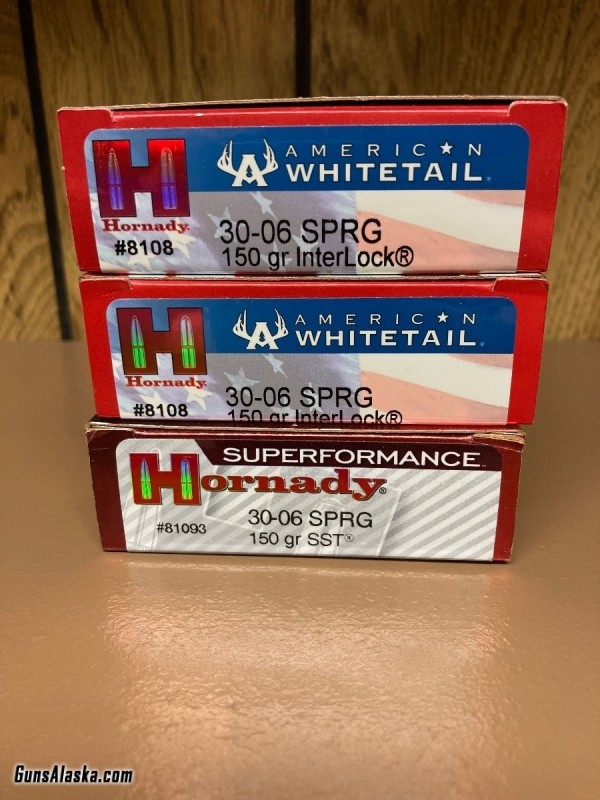 AMERICAN
WHITETAIL
Hornady
#8108
30-06 SPRG
150 gr InterLock®
AMERICAN
WHITETAIL
Hornady
#8108
30-06 SPRG
150 gr InterLock®
SUPERFORMANCE
Hornady®
#81093
30-06 SPRG
150 gr SST®
GunsAlaska.com